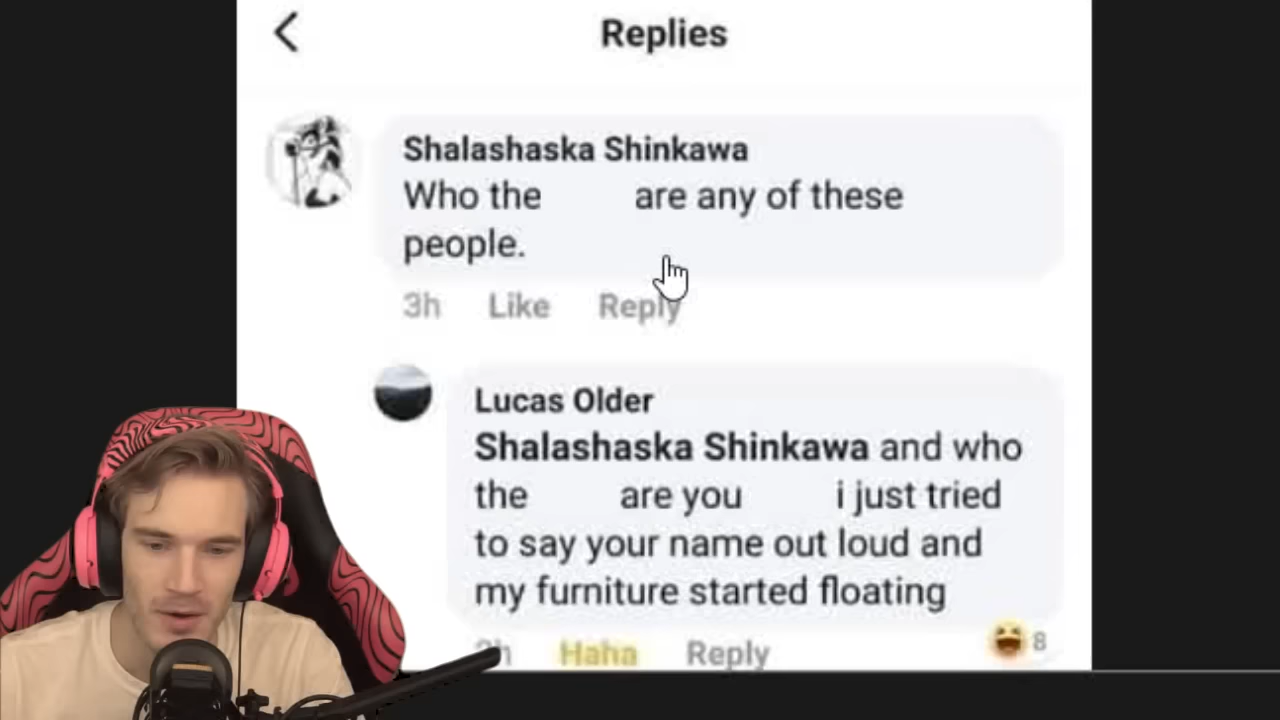 Replies
Shalashaska Shinkawa
Who the are any of these
people.
3h Like Reply
Lucas Older
Shalashaska Shinkawa and who
the are you i just tried
to say your name out loud and
my furniture started floating
Haha Reply 8